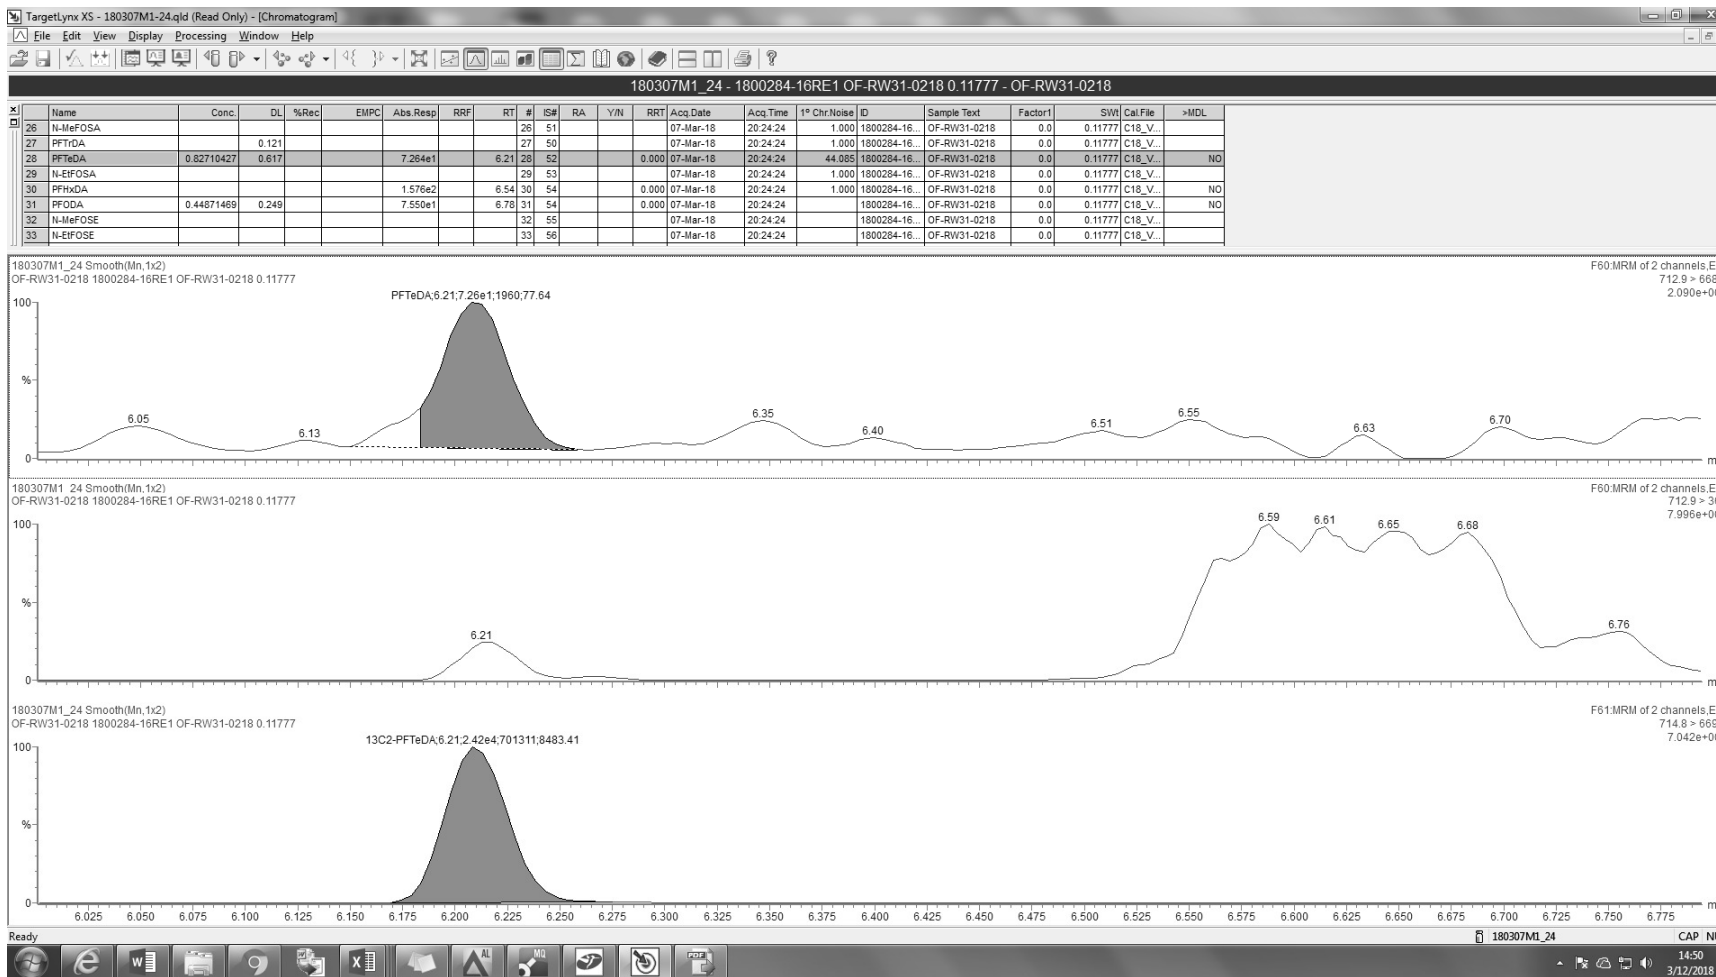 TargetLynx XS - 180307M1-24.qld (Read Only) - [Chromatogram]
File Edit View Display Processing Window Help
180307M1_24 - 1800284-16RE1 OF-RW31-0218 0.11777 - OF-RW31-0218
Name Conc. DL %Rec EMPC Abs.Resp RRF RT # IS# RA Y/N RRT Acq.Date Acq.Time 1º Chr.Noise ID Sample Text Factor1 SWt Cal.File >MDL
26 N-MeFOSA 26 51 07-Mar-18 20:24:24 1.000 1800284-16... OF-RW31-0218 0.0 0.11777 C18_V...
27 PFTrDA 0.121 27 50 07-Mar-18 20:24:24 1.000 1800284-16... OF-RW31-0218 0.0 0.11777 C18_V...
28 PFTeDA 0.82710427 0.617 7.264e1 6.21 28 52 0.000 07-Mar-18 20:24:24 44.085 1800284-16... OF-RW31-0218 0.0 0.11777 C18_V... NO
29 N-EtFOSA 29 53 07-Mar-18 20:24:24 1.000 1800284-16... OF-RW31-0218 0.0 0.11777 C18_V...
30 PFHxDA 1.576e2 6.54 30 54 0.000 07-Mar-18 20:24:24 1.000 1800284-16... OF-RW31-0218 0.0 0.11777 C18_V... NO
31 PFODA 0.44871469 0.249 7.550e1 6.78 31 54 0.000 07-Mar-18 20:24:24 1800284-16... OF-RW31-0218 0.0 0.11777 C18_V... NO
32 N-MeFOSE 32 55 07-Mar-18 20:24:24 1800284-16... OF-RW31-0218 0.0 0.11777 C18_V...
33 N-EtFOSE 33 56 07-Mar-18 20:24:24 1800284-16... OF-RW31-0218 0.0 0.11777 C18_V...
180307M1_24 Smooth(Mn,1x2) F60:MRM of 2 channels,E
OF-RW31-0218 1800284-16RE1 OF-RW31-0218 0.11777 712.9 > 668
2.090e+0
PFTeDA;6.21;7.26e1;1960;77.64
100
%
0
6.05 6.13 6.35 6.40 6.51 6.55 6.63 6.70
m
180307M1_24 Smooth(Mn,1x2) F60:MRM of 2 channels,E
OF-RW31-0218 1800284-16RE1 OF-RW31-0218 0.11777 712.9 > 36
7.996e+0
100
%
0
6.21 6.59 6.61 6.65 6.68 6.76
m
180307M1_24 Smooth(Mn,1x2) F61:MRM of 2 channels,E
OF-RW31-0218 1800284-16RE1 OF-RW31-0218 0.11777 714.8 > 669
7.042e+0
13C2-PFTeDA;6.21;2.42e4;701311;8483.41
100
%
0
m
6.025 6.050 6.075 6.100 6.125 6.150 6.175 6.200 6.225 6.250 6.275 6.300 6.325 6.350 6.375 6.400 6.425 6.450 6.475 6.500 6.525 6.550 6.575 6.600 6.625 6.650 6.675 6.700 6.725 6.750 6.775
Ready 180307M1_24 CAP
14:50
3/12/2018